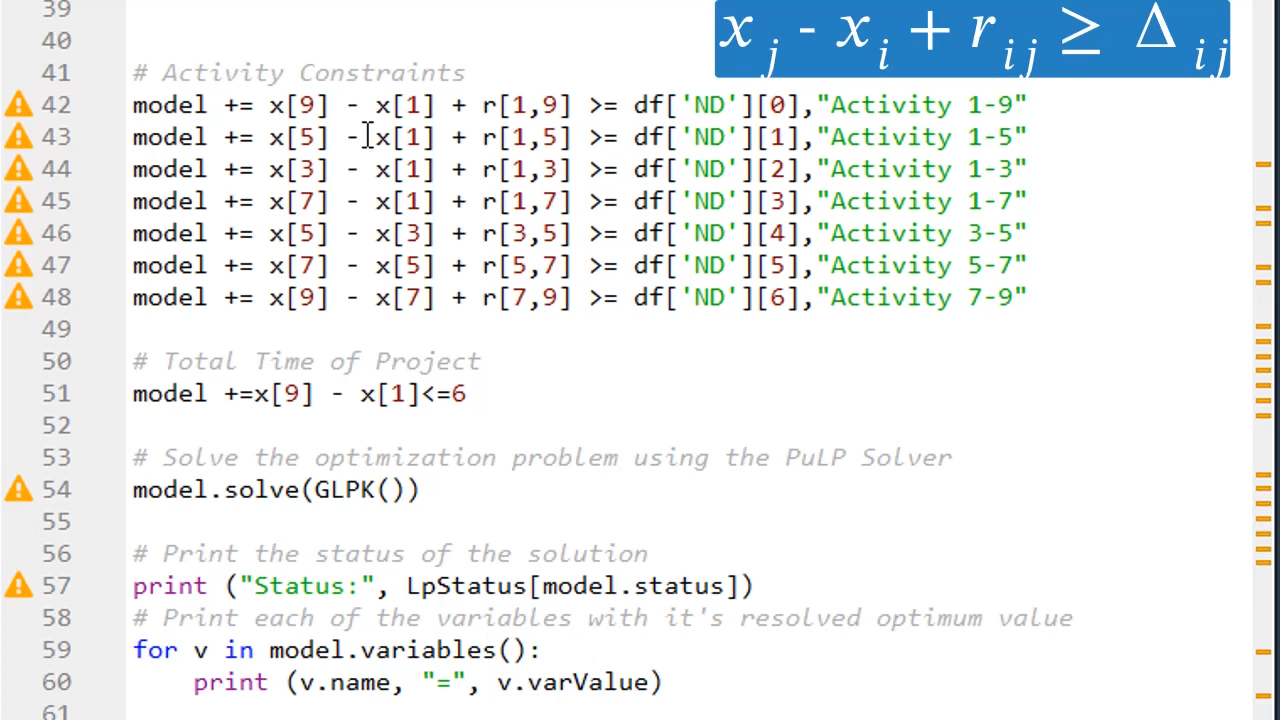 39
x j - x i + r ij ≥ Δ ij
40
41 # Activity Constraints
42 model += x[9] - x[1] + r[1,9] >= df['ND'][0],"Activity 1-9"
43 model += x[5] - x[1] + r[1,5] >= df['ND'][1],"Activity 1-5"
44 model += x[3] - x[1] + r[1,3] >= df['ND'][2],"Activity 1-3"
45 model += x[7] - x[1] + r[1,7] >= df['ND'][3],"Activity 1-7"
46 model += x[5] - x[3] + r[3,5] >= df['ND'][4],"Activity 3-5"
47 model += x[7] - x[5] + r[5,7] >= df['ND'][5],"Activity 5-7"
48 model += x[9] - x[7] + r[7,9] >= df['ND'][6],"Activity 7-9"
49
50 # Total Time of Project
51 model +=x[9] - x[1]<=6
52
53 # Solve the optimization problem using the PuLP Solver
54 model.solve(GLPK())
55
56 # Print the status of the solution
57 print ("Status:", LpStatus[model.status])
58 # Print each of the variables with it's resolved optimum value
59 for v in model.variables():
60     print (v.name, "=", v.varValue)
61